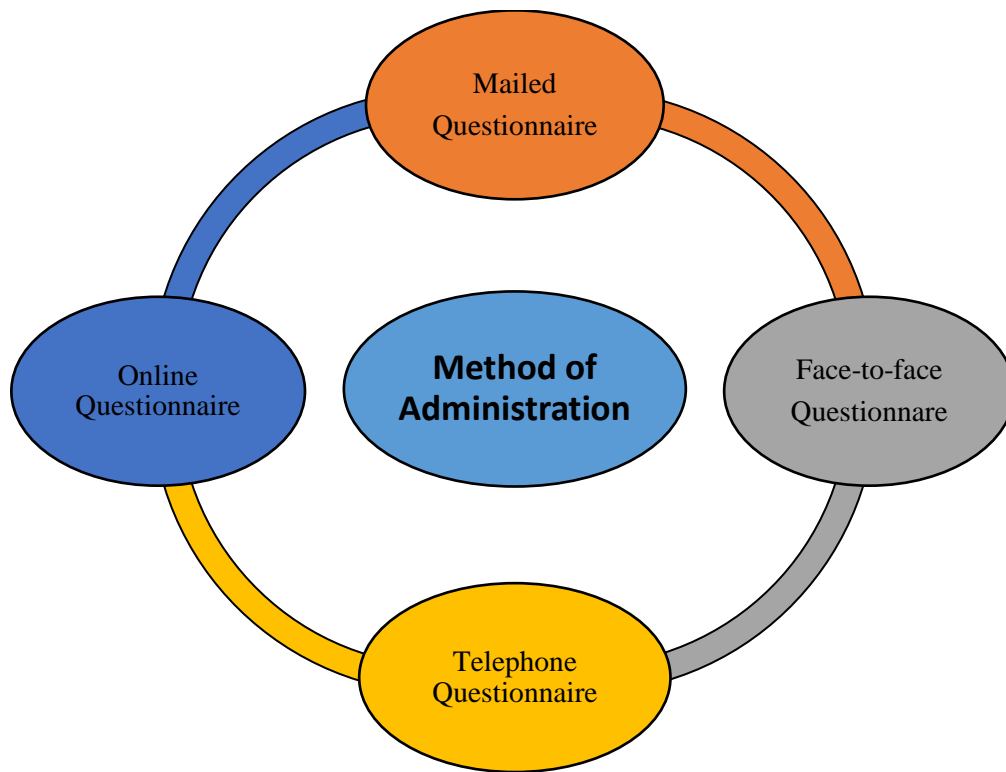 Mailed
Questionnaire
Online
Questionnaire
Method of
Administration
Face-to-face
Questionnare
Telephone
Questionnaire